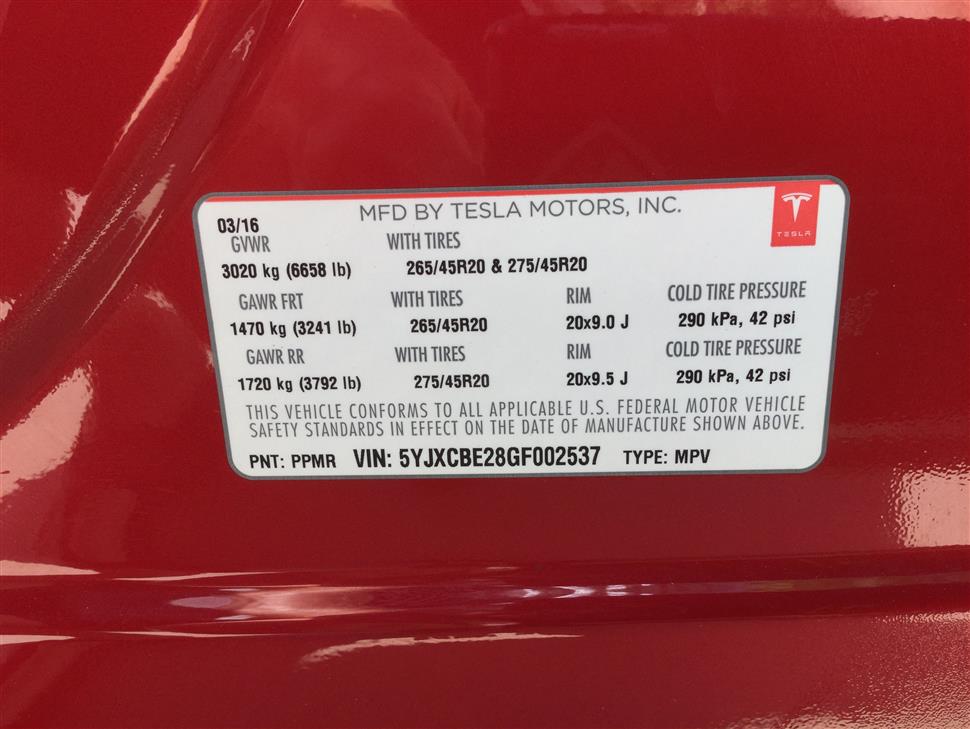 MFD BY TESLA MOTORS, INC.
TESLA
03/16
GVWR WITH TIRES
3020 kg (6658 lb) 265/45R20 & 275/45R20
GAWR FRT WITH TIRES RIM COLD TIRE PRESSURE
1470 kg (3241 lb) 265/45R20 20x9.0 J 290 kPa, 42 psi
GAWR RR WITH TIRES RIM COLD TIRE PRESSURE
1720 kg (3792 lb) 275/45R20 20x9.5 J 290 kPa, 42 psi
THIS VEHICLE CONFORMS TO ALL APPLICABLE U.S. FEDERAL MOTOR VEHICLE
SAFETY STANDARDS IN EFFECT ON THE DATE OF MANUFACTURE SHOWN ABOVE.
PNT: PPMR VIN: 5YJXCBE28GF002537 TYPE: MPV